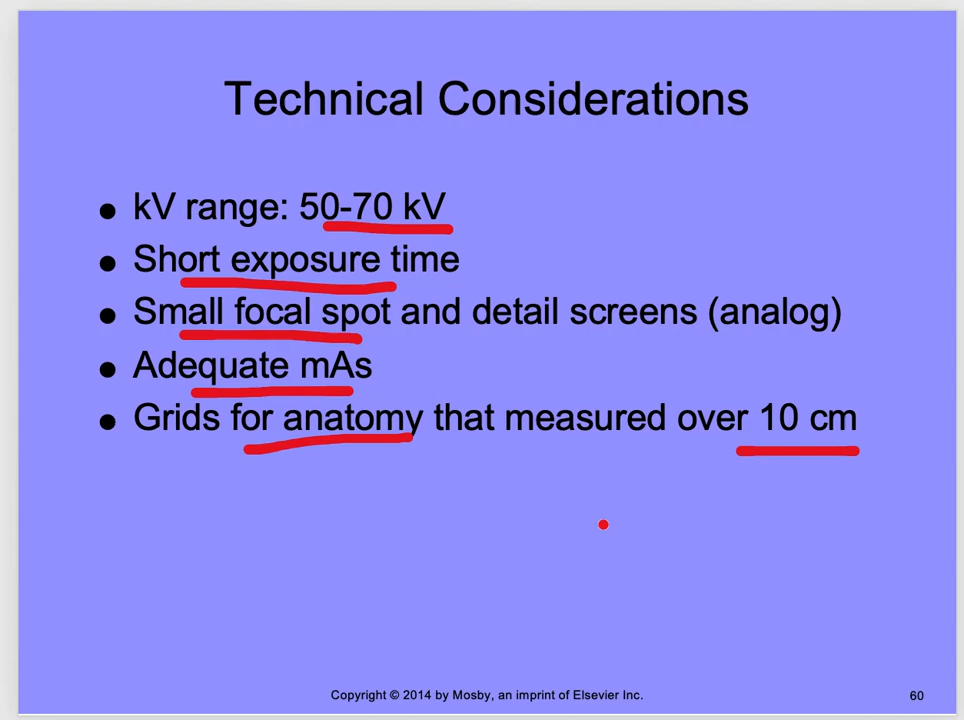 Technical Considerations
● kV range: 50-70 kV
● Short exposure time
● Small focal spot and detail screens (analog)
● Adequate mAs
● Grids for anatomy that measured over 10 cm
Copyright © 2014 by Mosby, an imprint of Elsevier Inc.
60